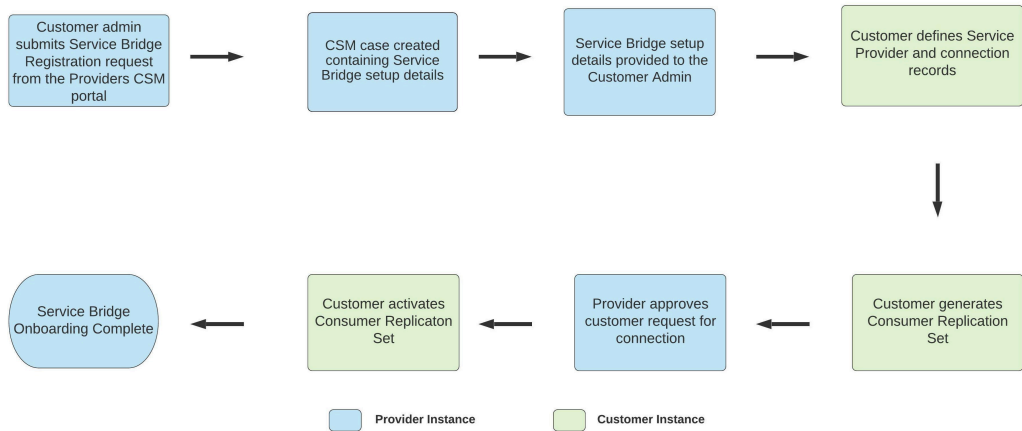 Customer admin
submits Service Bridge
Registration request
from the Providers CSM
portal
CSM case created
containing Service
Bridge setup details
Service Bridge setup
details provided to the
Customer Admin
Customer defines Service
Provider and connection
records
Customer generates
Consumer Replication
Set
Provider approves
customer request for
connection
Customer activates
Consumer Replicaton
Set
Service Bridge
Onboarding Complete
Provider Instance
Customer Instance